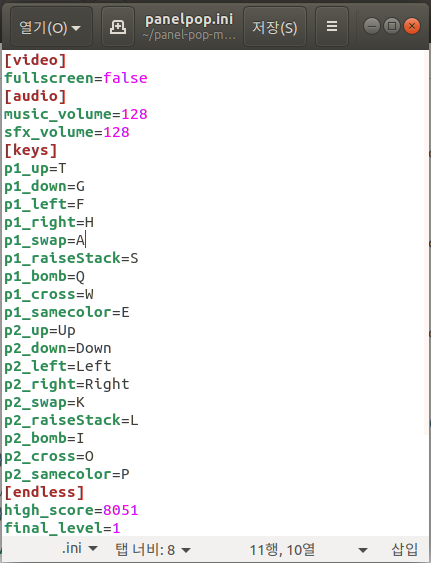 열기(O)
panelpop.ini
~/panel-pop-m...
저장(S)
[video]
fullscreen=false
[audio]
music_volume=128
sfx_volume=128
[keys]
p1_up=T
p1_down=G
p1_left=F
p1_right=H
p1_swap=A
p1_raiseStack=S
p1_bomb=Q
p1_cross=W
p1_samecolor=E
p2_up=Up
p2_down=Down
p2_left=Left
p2_right=Right
p2_swap=K
p2_raiseStack=L
p2_bomb=I
p2_cross=O
p2_samecolor=P
[endless]
high_score=8051
final_level=1
.ini 탭 너비: 8 11행, 10열 삽입